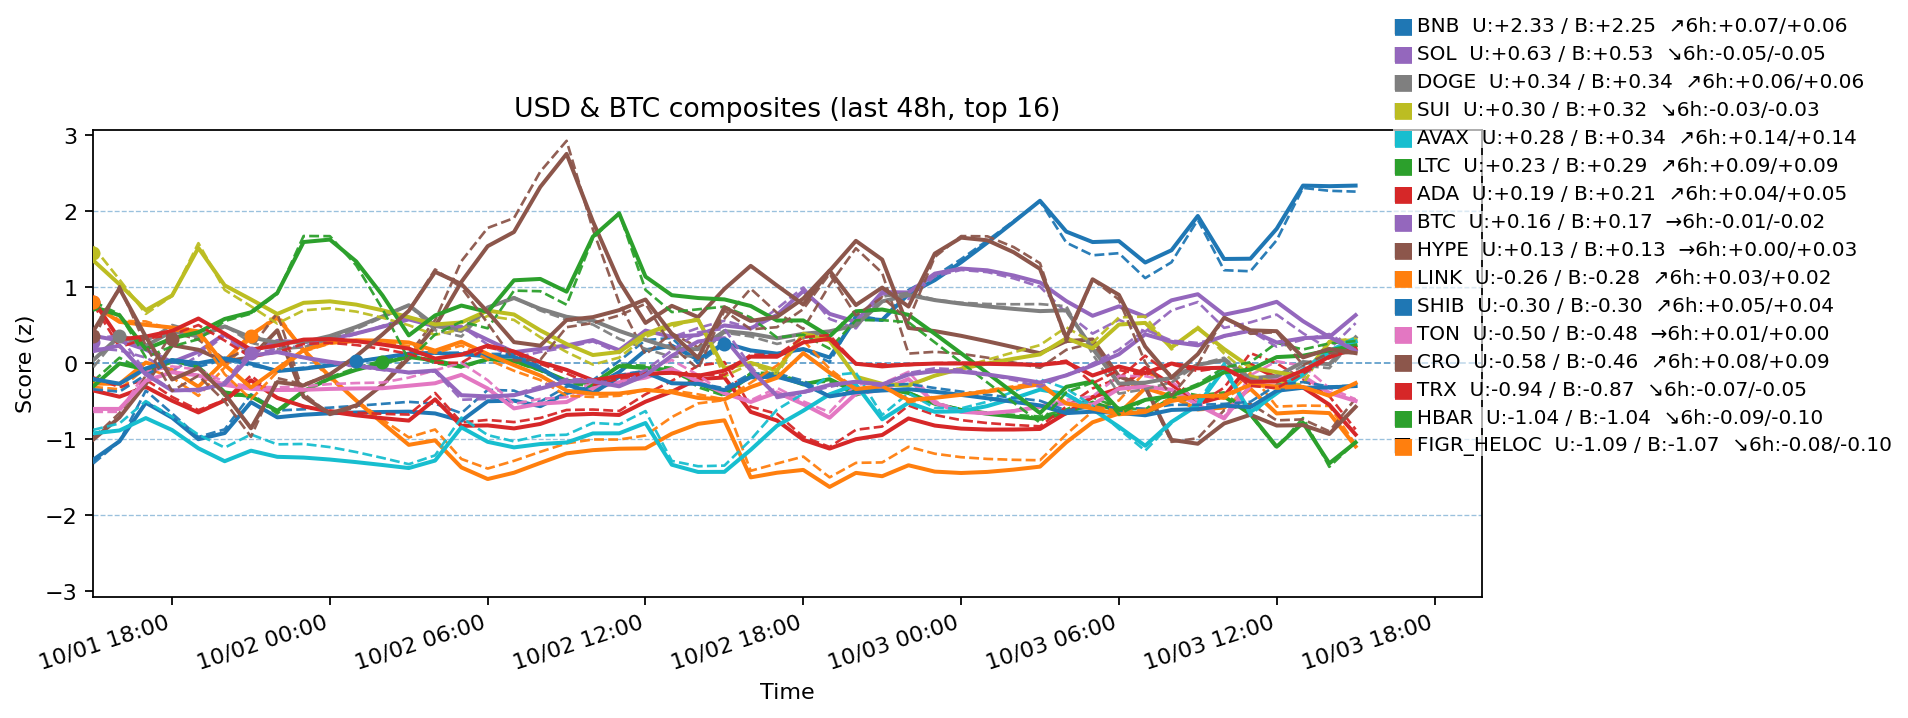 BNB  U:+2.33 / B:+2.25  ↗6h:+0.07/+0.06
SOL  U:+0.63 / B:+0.53  ↘6h:-0.05/-0.05
DOGE  U:+0.34 / B:+0.34  ↗6h:+0.06/+0.06
SUI  U:+0.30 / B:+0.32  ↘6h:-0.03/-0.03
AVAX  U:+0.28 / B:+0.34  ↗6h:+0.14/+0.14
LTC  U:+0.23 / B:+0.29  ↗6h:+0.09/+0.09
ADA  U:+0.19 / B:+0.21  ↗6h:+0.04/+0.05
BTC  U:+0.16 / B:+0.17  →6h:-0.01/-0.02
HYPE  U:+0.13 / B:+0.13  →6h:+0.00/+0.03
LINK  U:-0.26 / B:-0.28  ↗6h:+0.03/+0.02
SHIB  U:-0.30 / B:-0.30  ↗6h:+0.05/+0.04
TON  U:-0.50 / B:-0.48  →6h:+0.01/+0.00
CRO  U:-0.58 / B:-0.46  ↗6h:+0.08/+0.09
TRX  U:-0.94 / B:-0.87  ↘6h:-0.07/-0.05
HBAR  U:-1.04 / B:-1.04  ↘6h:-0.09/-0.10
FIGR_HELOC  U:-1.09 / B:-1.07  ↘6h:-0.08/-0.10
USD & BTC composites (last 48h, top 16)
Score (z)
3
2
1
0
−1
−2
−3
10/01 18:00
10/02 00:00
10/02 06:00
10/02 12:00
10/02 18:00
10/03 00:00
10/03 06:00
10/03 12:00
10/03 18:00
Time